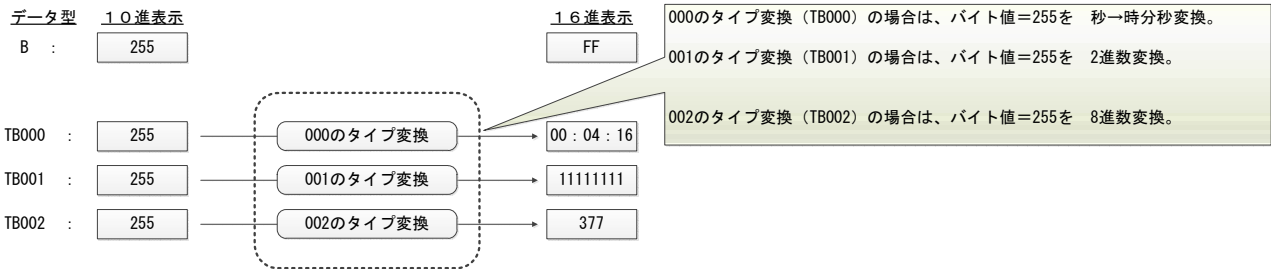 データ型 １０進表示 １６進表示
B : 255 FF
000のタイプ変換（TB000）の場合は、バイト値＝255を 秒→時分秒変換。
001のタイプ変換（TB001）の場合は、バイト値＝255を 2進数変換。
002のタイプ変換（TB002）の場合は、バイト値＝255を 8進数変換。
TB000 : 255 000のタイプ変換 00：04：16
TB001 : 255 001のタイプ変換 11111111
TB002 : 255 002のタイプ変換 377